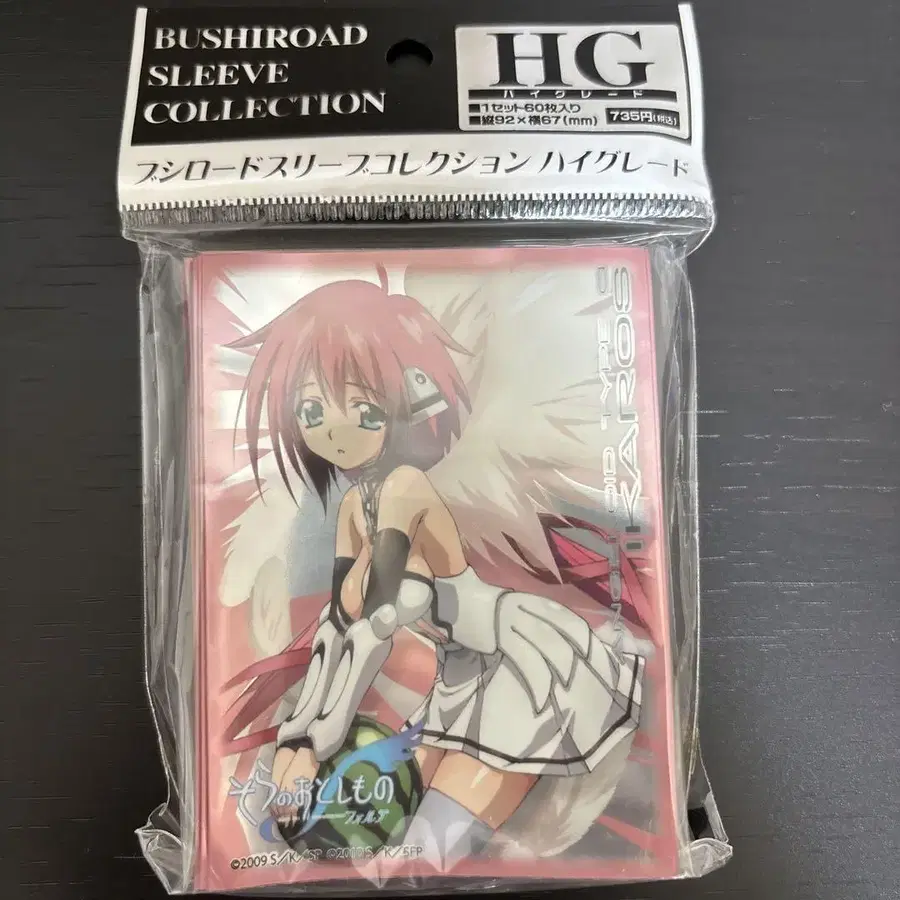 BUSHIROAD
SLEEVE
COLLECTION
HG
ハイグレード
■1セット60枚入り
■縦92×横67(mm)
735円(税込)
ブシロードスリーブコレクション ハイグレード
IKAROS
そらのおとしもの
フォルテ
©2009 S/K/SP